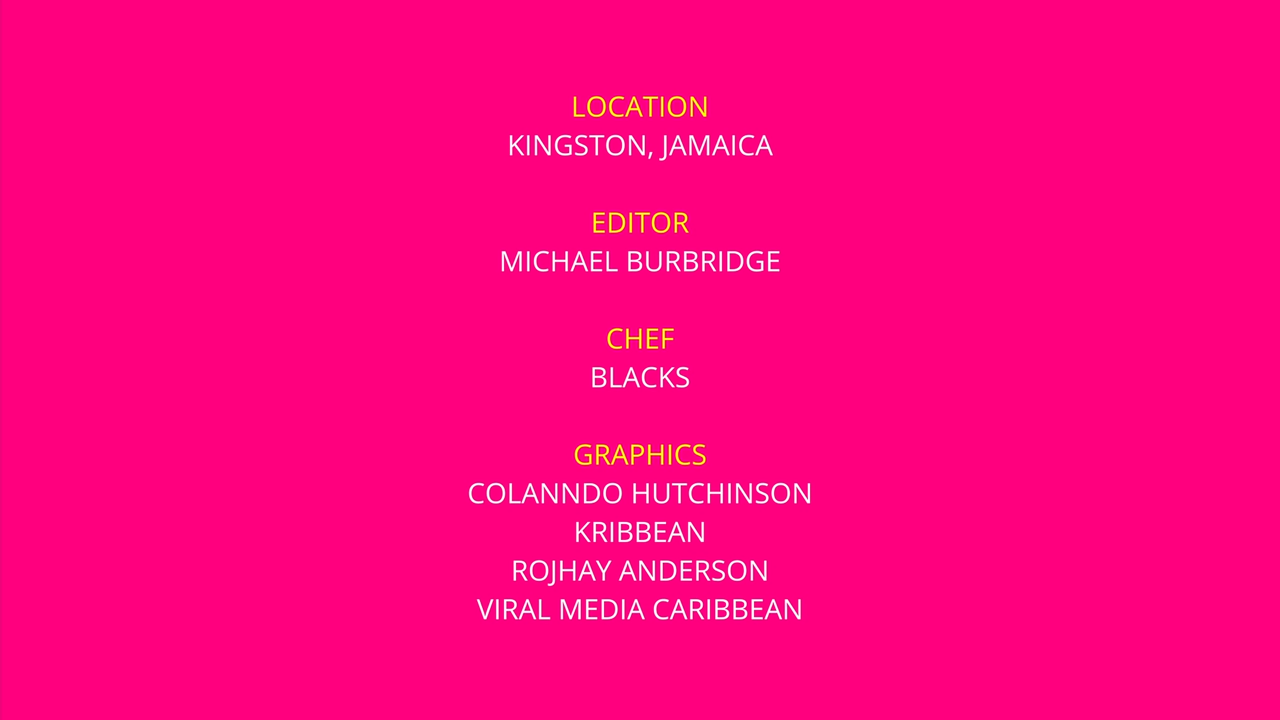 LOCATION
KINGSTON, JAMAICA
EDITOR
MICHAEL BURBRIDGE
CHEF
BLACKS
GRAPHICS
COLANNDO HUTCHINSON
KRIBBEAN
ROJHAY ANDERSON
VIRAL MEDIA CARIBBEAN